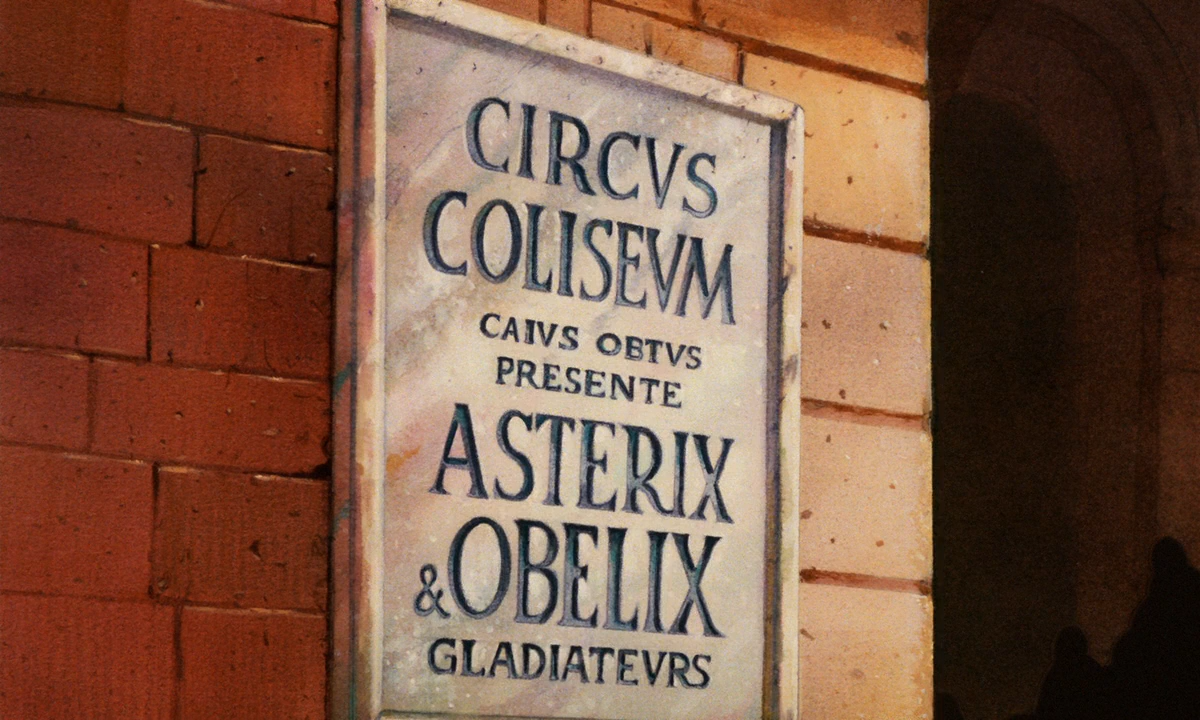 CIRCVS
COLISEVM
CAIVS OBTVS
PRESENTE
ASTERIX
& OBELIX
GLADIATEVRS